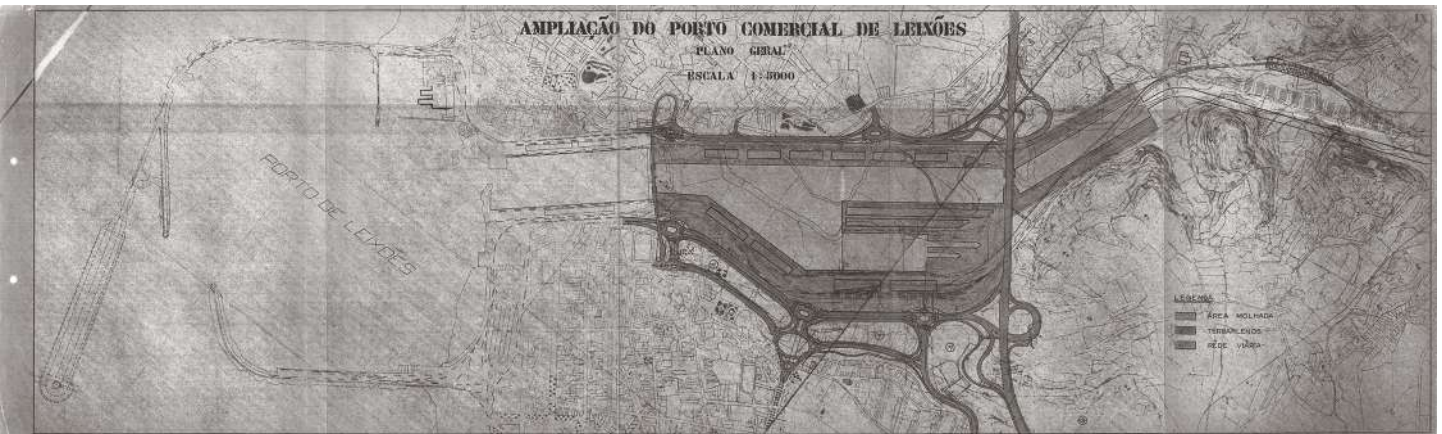 AMPLIAÇÃO DO PORTO COMERCIAL DE LEIXÕES
PLANO GERAL
ESCALA 1:5000
PORTO DE LEIXÕES
LEGENDA
ÁREA MOLHADA
TERRAPLENOS
REDE VIÁRIA